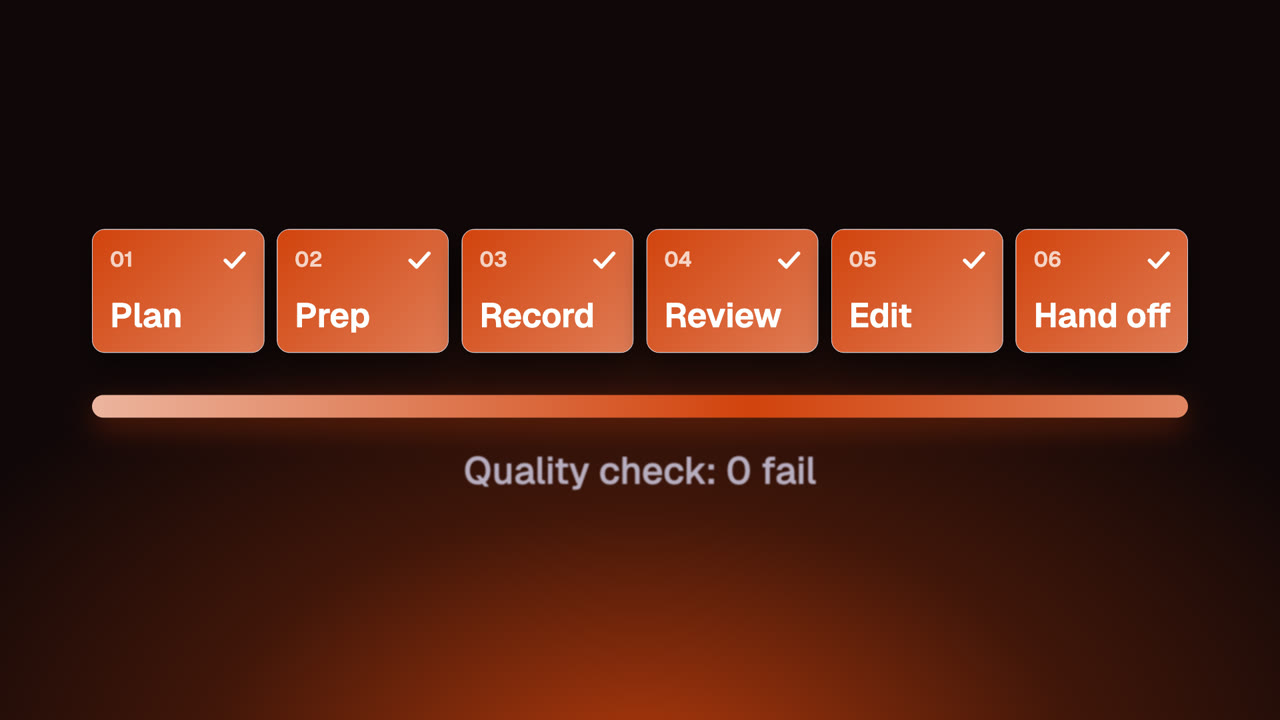 01
Plan
02
Prep
03
Record
04
Review
05
Edit
06
Hand off
Quality check: 0 fail